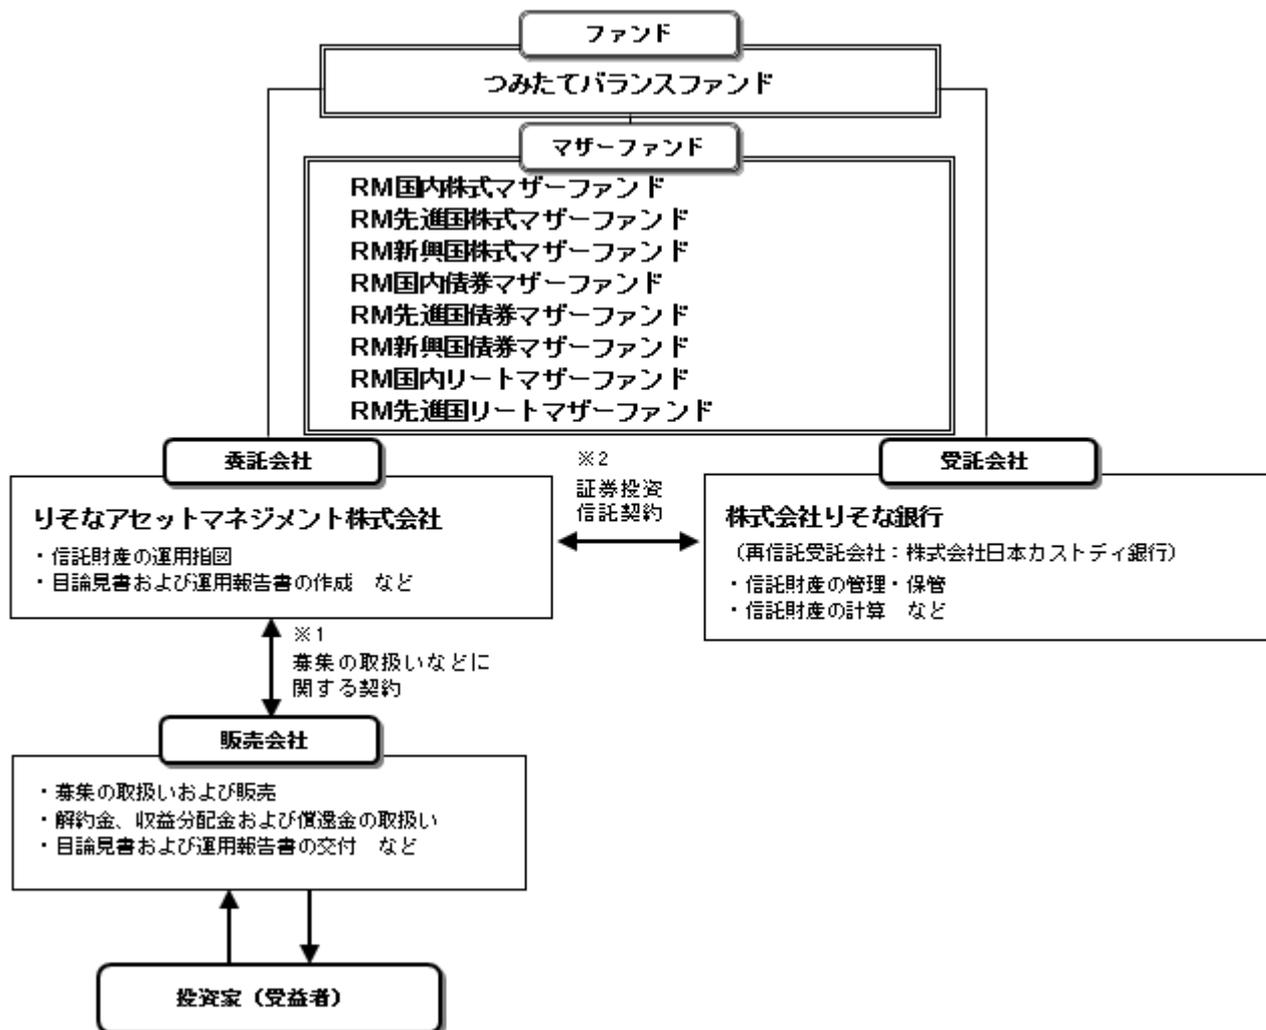 ファンド
つみたてバランスファンド
マザーファンド
RM国内株式マザーファンド
RM先進国株式マザーファンド
RM新興国株式マザーファンド
RM国内債券マザーファンド
RM先進国債券マザーファンド
RM新興国債券マザーファンド
RM国内リートマザーファンド
RM先進国リートマザーファンド
委託会社
りそなアセットマネジメント株式会社
・信託財産の運用指図
・目論見書および運用報告書の作成　など
※2
証券投資
信託契約
受託会社
株式会社りそな銀行
（再信託受託会社：株式会社日本カストディ銀行）
・信託財産の管理・保管
・信託財産の計算　など
※1
募集の取扱いなどに
関する契約
販売会社
・募集の取扱いおよび販売
・解約金、収益分配金および償還金の取扱い
・目論見書および運用報告書の交付　など
投資家（受益者）